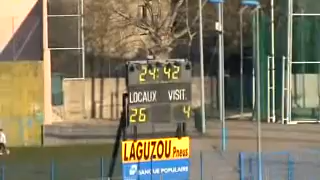 24:42
LOCAUX VISIT.
26 4
LAGUZOU Pneus
BANQUE POPULAIRE